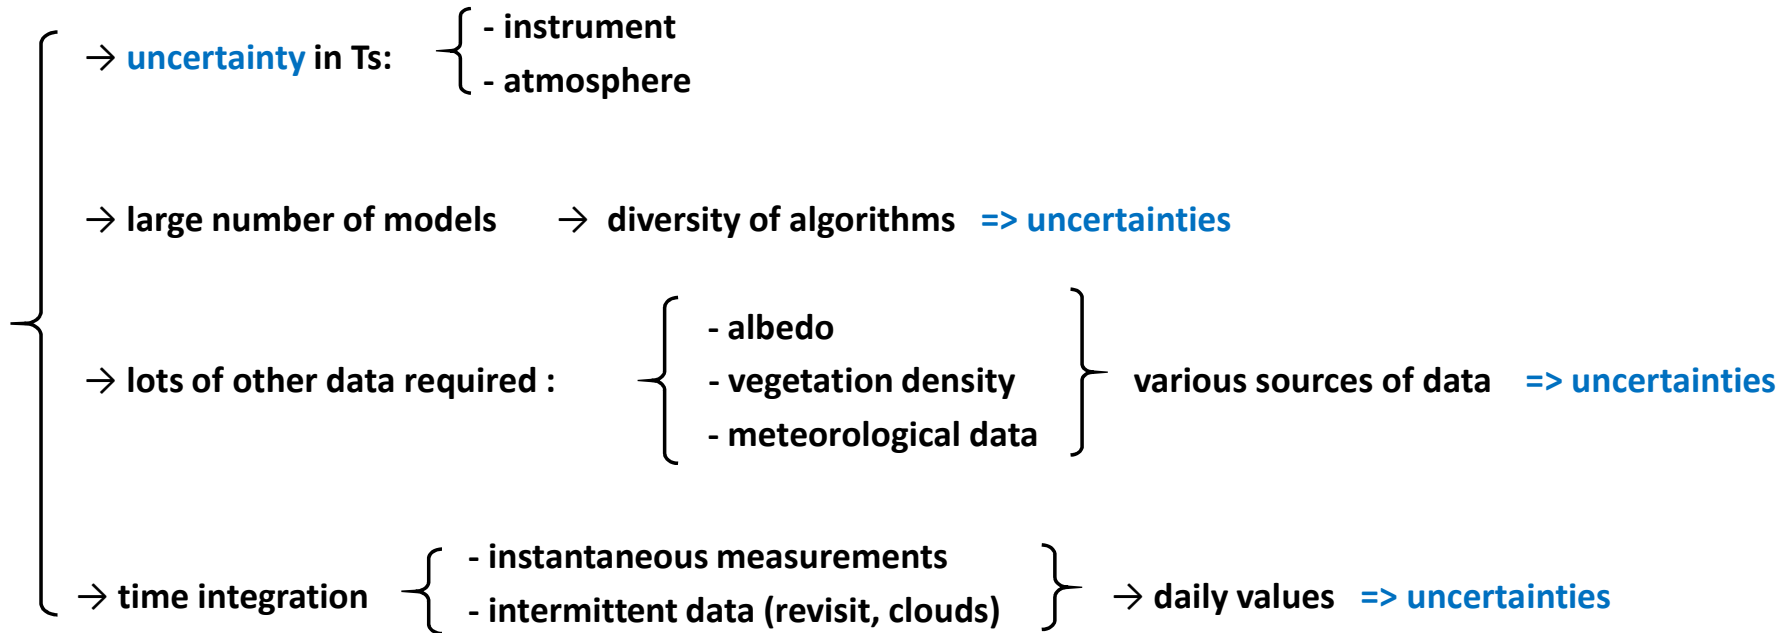 → uncertainty in Ts:
- instrument
- atmosphere
→ large number of models → diversity of algorithms => uncertainties
→ lots of other data required :
- albedo
- vegetation density
- meteorological data
various sources of data => uncertainties
→ time integration
- instantaneous measurements
- intermittent data (revisit, clouds)
→ daily values => uncertainties